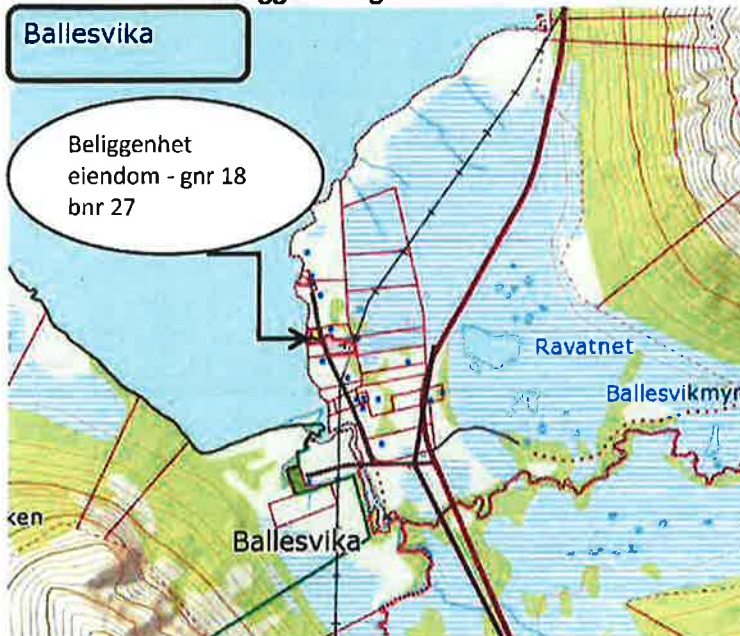 Ballesvika
Beliggenhet
eiendom - gnr 18
bnr 27
Ravatnet
Ballesvikmyr
ken
Ballesvika